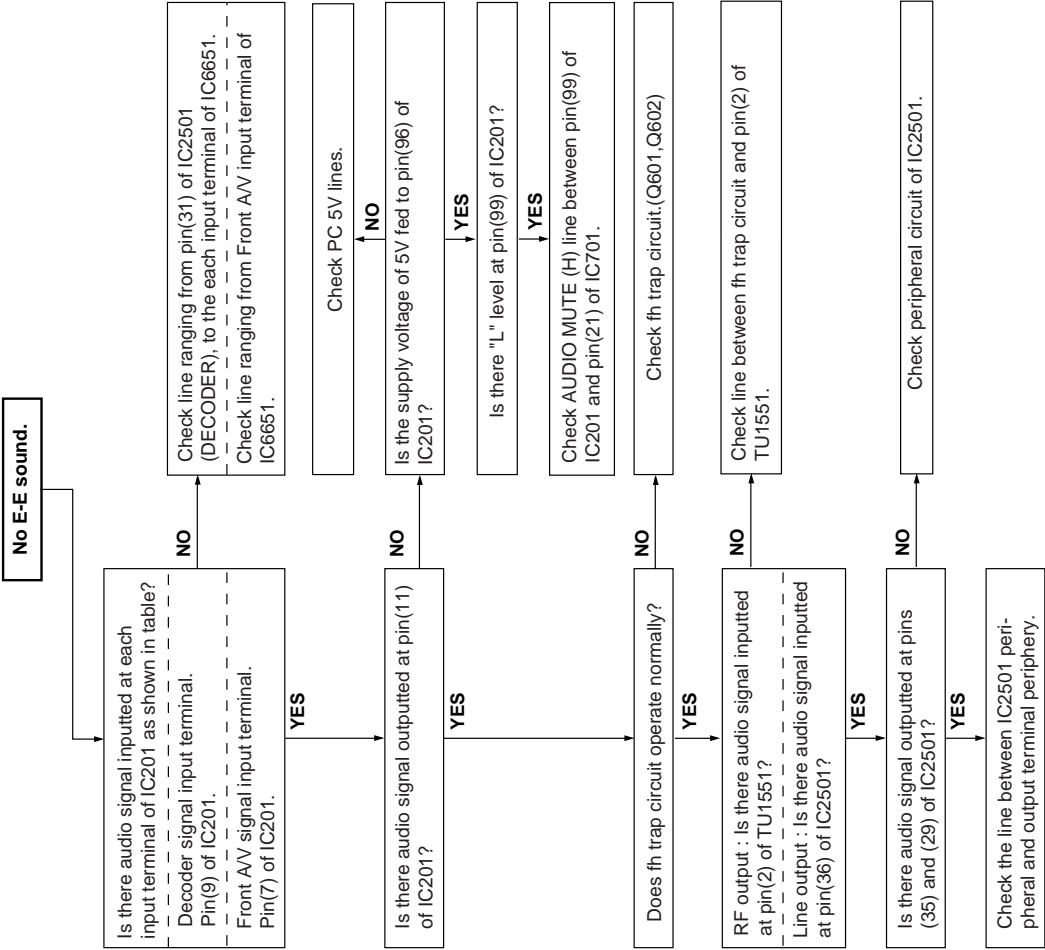 No E-E sound.
Is there audio signal inputted at each
input terminal of IC201 as shown in table?
Decoder signal input terminal.
Pin(9) of IC201.
Front A/V signal input terminal.
Pin(7) of IC201.
NO
Check line ranging from pin(31) of IC2501
(DECODER), to the each input terminal of IC6651.
Check line ranging from Front A/V input terminal of
IC6651.
YES
Is there audio signal outputted at pin(11)
of IC201?
NO
Is the supply voltage of 5V fed to pin(96) of
IC201?
NO
Check PC 5V lines.
YES
Is there "L" level at pin(99) of IC201?
YES
Check AUDIO MUTE (H) line between pin(99) of
IC201 and pin(21) of IC701.
YES
Does fh trap circuit operate normally?
NO
Check fh trap circuit.(Q601,Q602)
YES
RF output : Is there audio signal inputted
at pin(2) of TU1551?
Line output : Is there audio signal inputted
at pin(36) of IC2501?
NO
Check line between fh trap circuit and pin(2) of
TU1551.
YES
Is there audio signal outputted at pins
(35) and (29) of IC2501?
NO
Check peripheral circuit of IC2501.
YES
Check the line between IC2501 peri-
pheral and output terminal periphery.